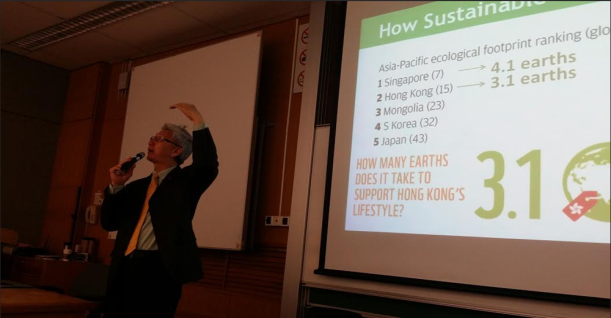 How Sustainable
Asia-Pacific ecological footprint ranking (glo
1 Singapore (7) → 4.1 earths
2 Hong Kong (15) → 3.1 earths
3 Mongolia (23)
4 S Korea (32)
5 Japan (43)
HOW MANY EARTHS
DOES IT TAKE TO
SUPPORT HONG KONG'S
LIFESTYLE?
3.1